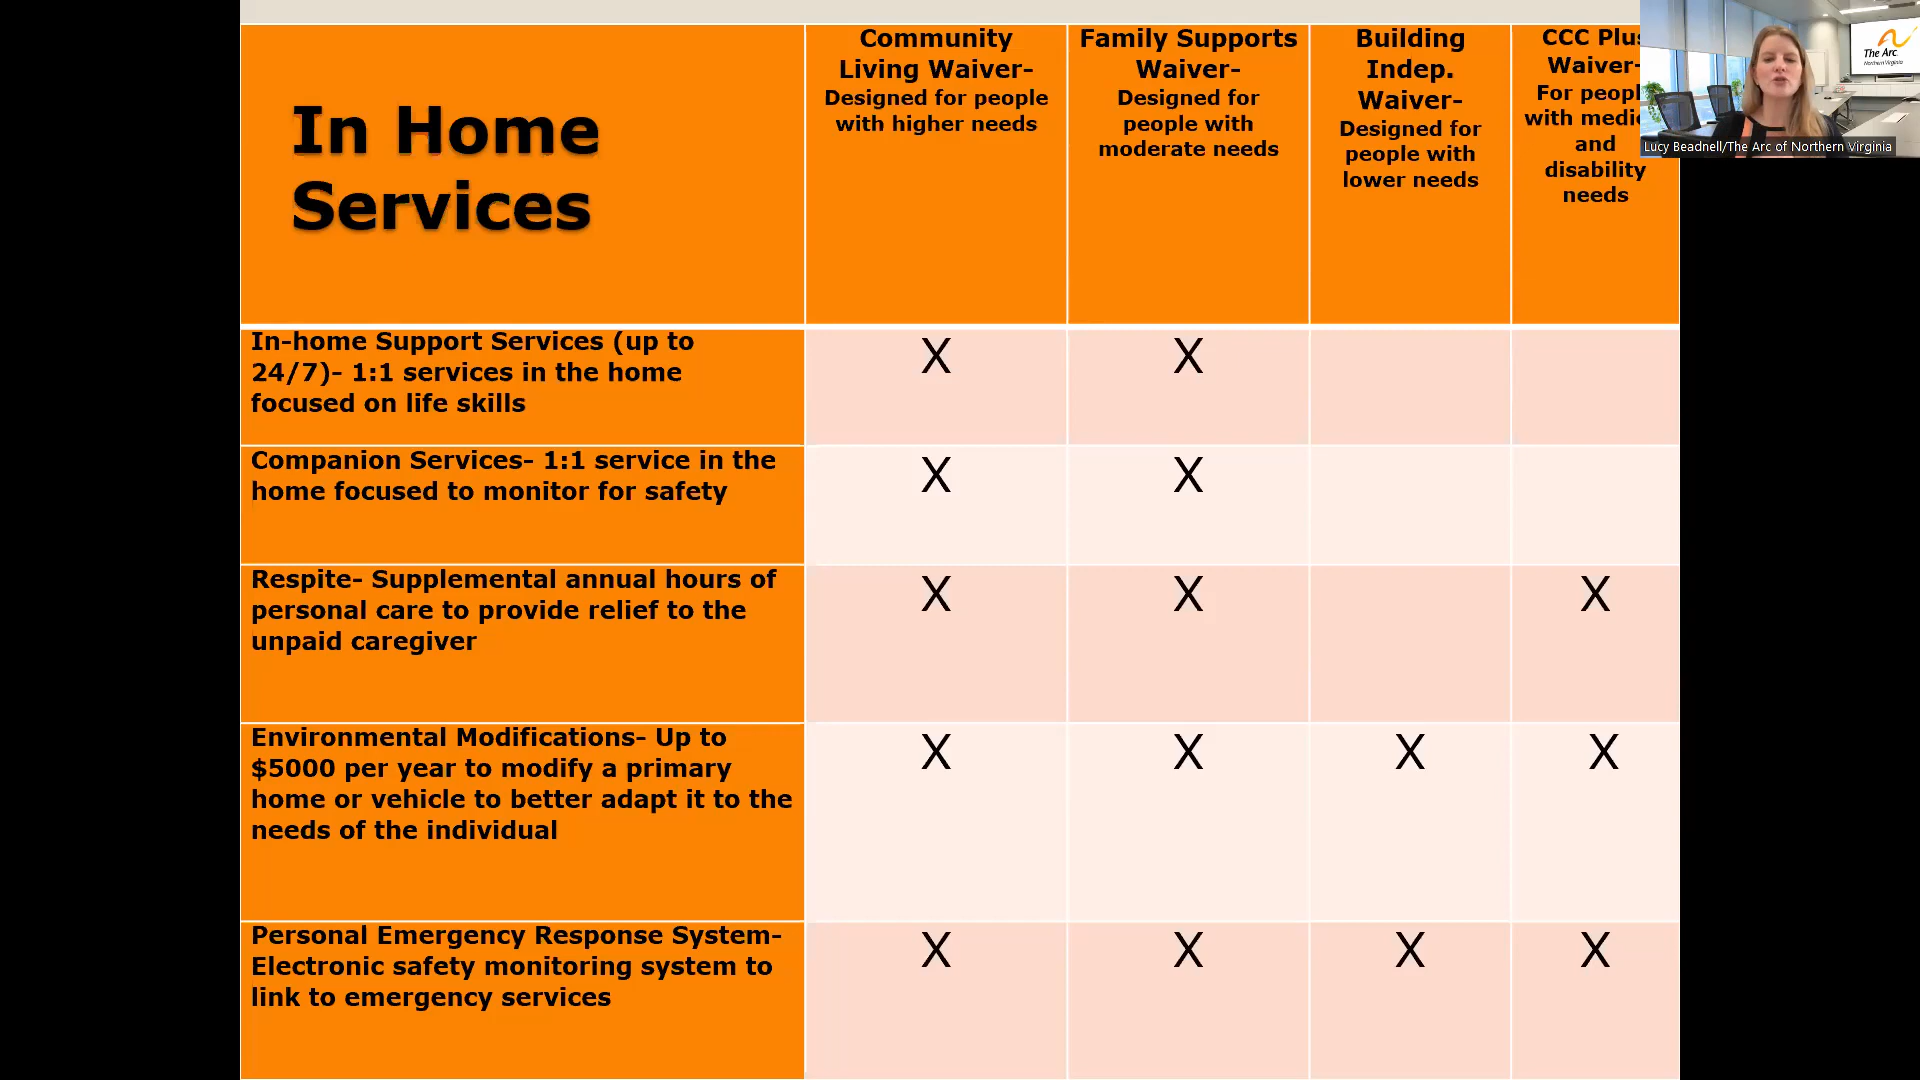 In Home
Services
Community
Living Waiver-
Designed for people
with higher needs
Family Supports
Waiver-
Designed for
people with
moderate needs
Building
Indep.
Waiver-
Designed for
people with
lower needs
CCC Plus
Waiver-
For people
with
and
disability
needs
In-home Support Services (up to
24/7)- 1:1 services in the home
focused on life skills
X X
Companion Services- 1:1 service in the
home focused to monitor for safety
X X
Respite- Supplemental annual hours of
personal care to provide relief to the
unpaid caregiver
X X X
Environmental Modifications- Up to
$5000 per year to modify a primary
home or vehicle to better adapt it to the
needs of the individual
X X X X
Personal Emergency Response System-
Electronic safety monitoring system to
link to emergency services
X X X X
The Arc
Northern Virginia
Lucy Beadnell/The Arc of Northern Virginia